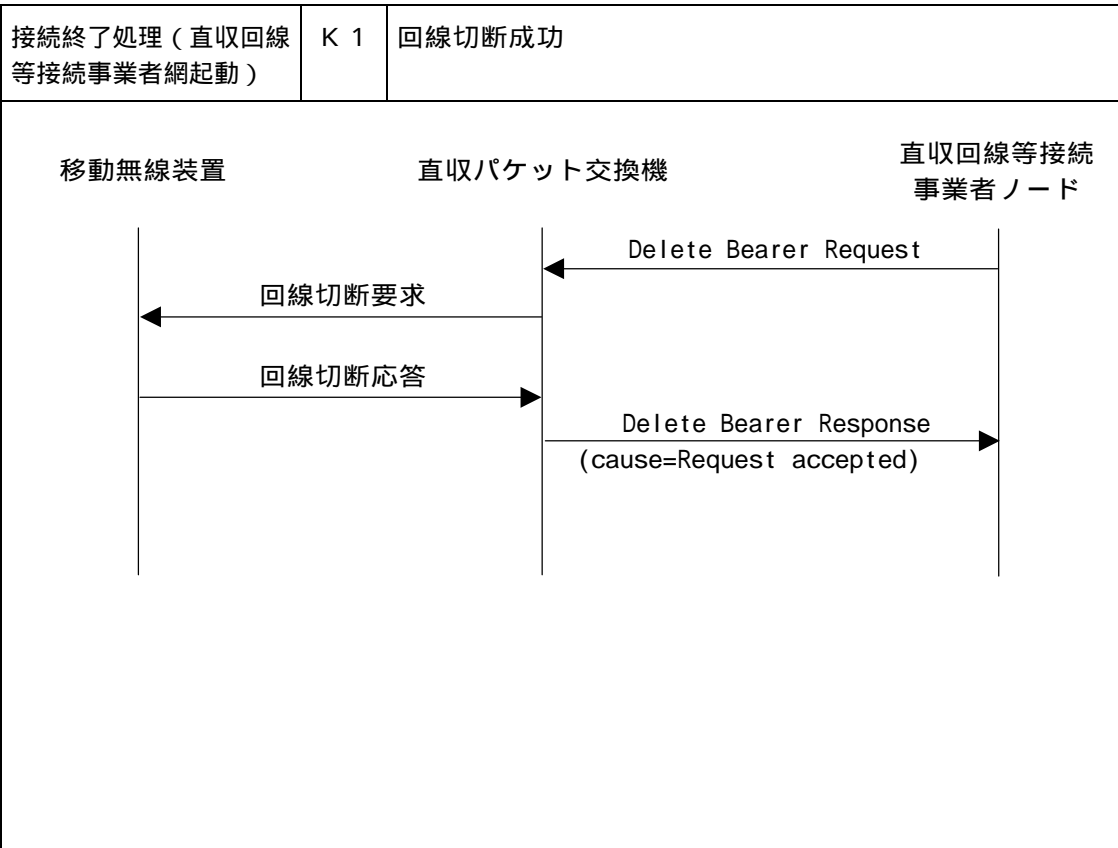 接続終了処理（直収回線
等接続事業者網起動）
Ｋ１
回線切断成功
移動無線装置
直収パケット交換機
直収回線等接続
事業者ノード
Delete Bearer Request
回線切断要求
回線切断応答
Delete Bearer Response
(cause=Request accepted)